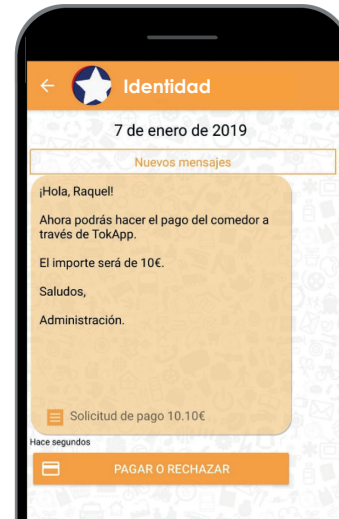 Identidad
7 de enero de 2019
Nuevos mensajes
¡Hola, Raquel!
Ahora podrás hacer el pago del comedor a
través de TokApp.
El importe será de 10€.
Saludos,
Administración.
Solicitud de pago 10.10€
Hace segundos
PAGAR O RECHAZAR